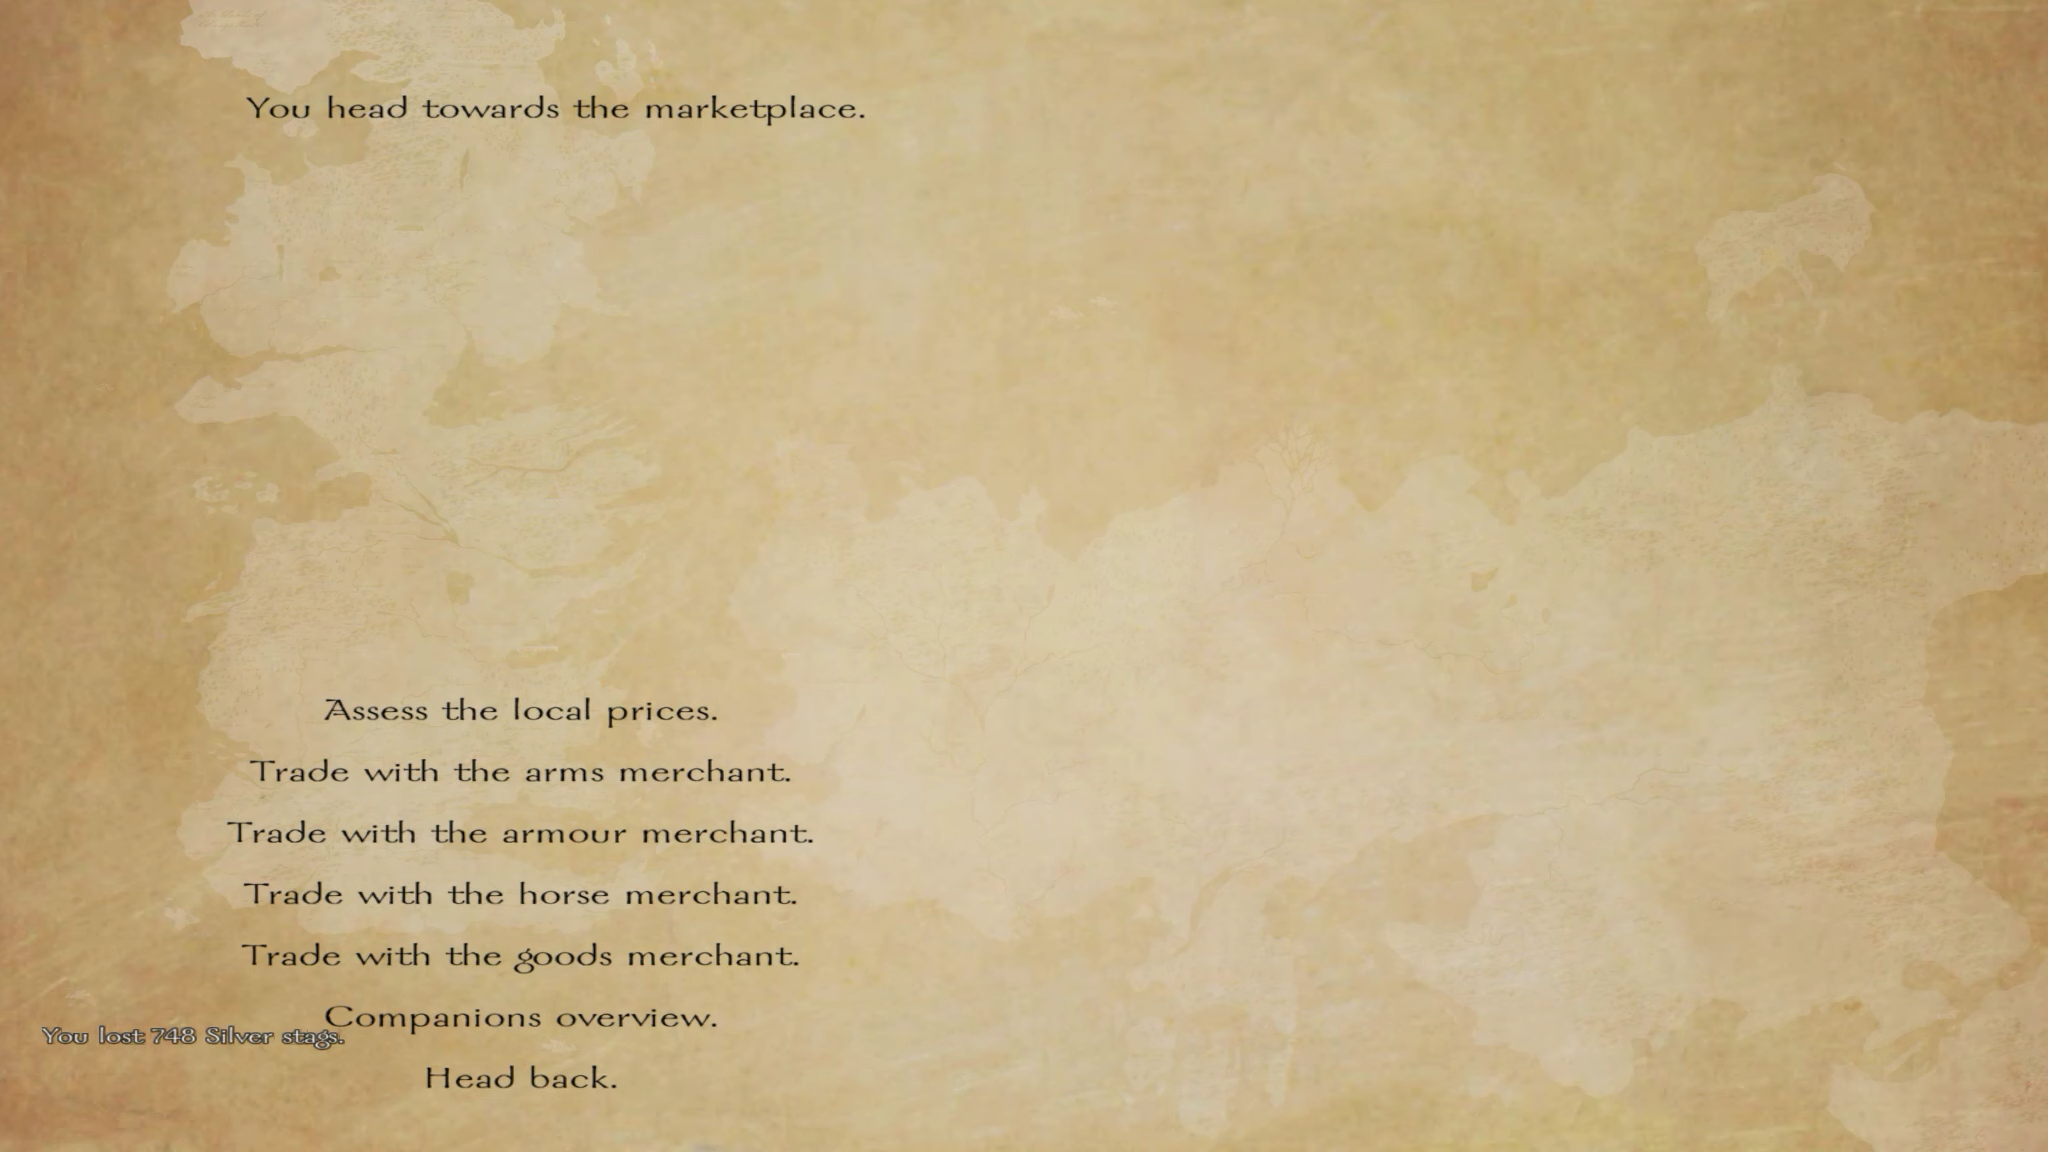 You head towards the marketplace.
Assess the local prices.
Trade with the arms merchant.
Trade with the armour merchant.
Trade with the horse merchant.
Trade with the goods merchant.
Companions overview.
You lost 748 Silver stags.
Head back.